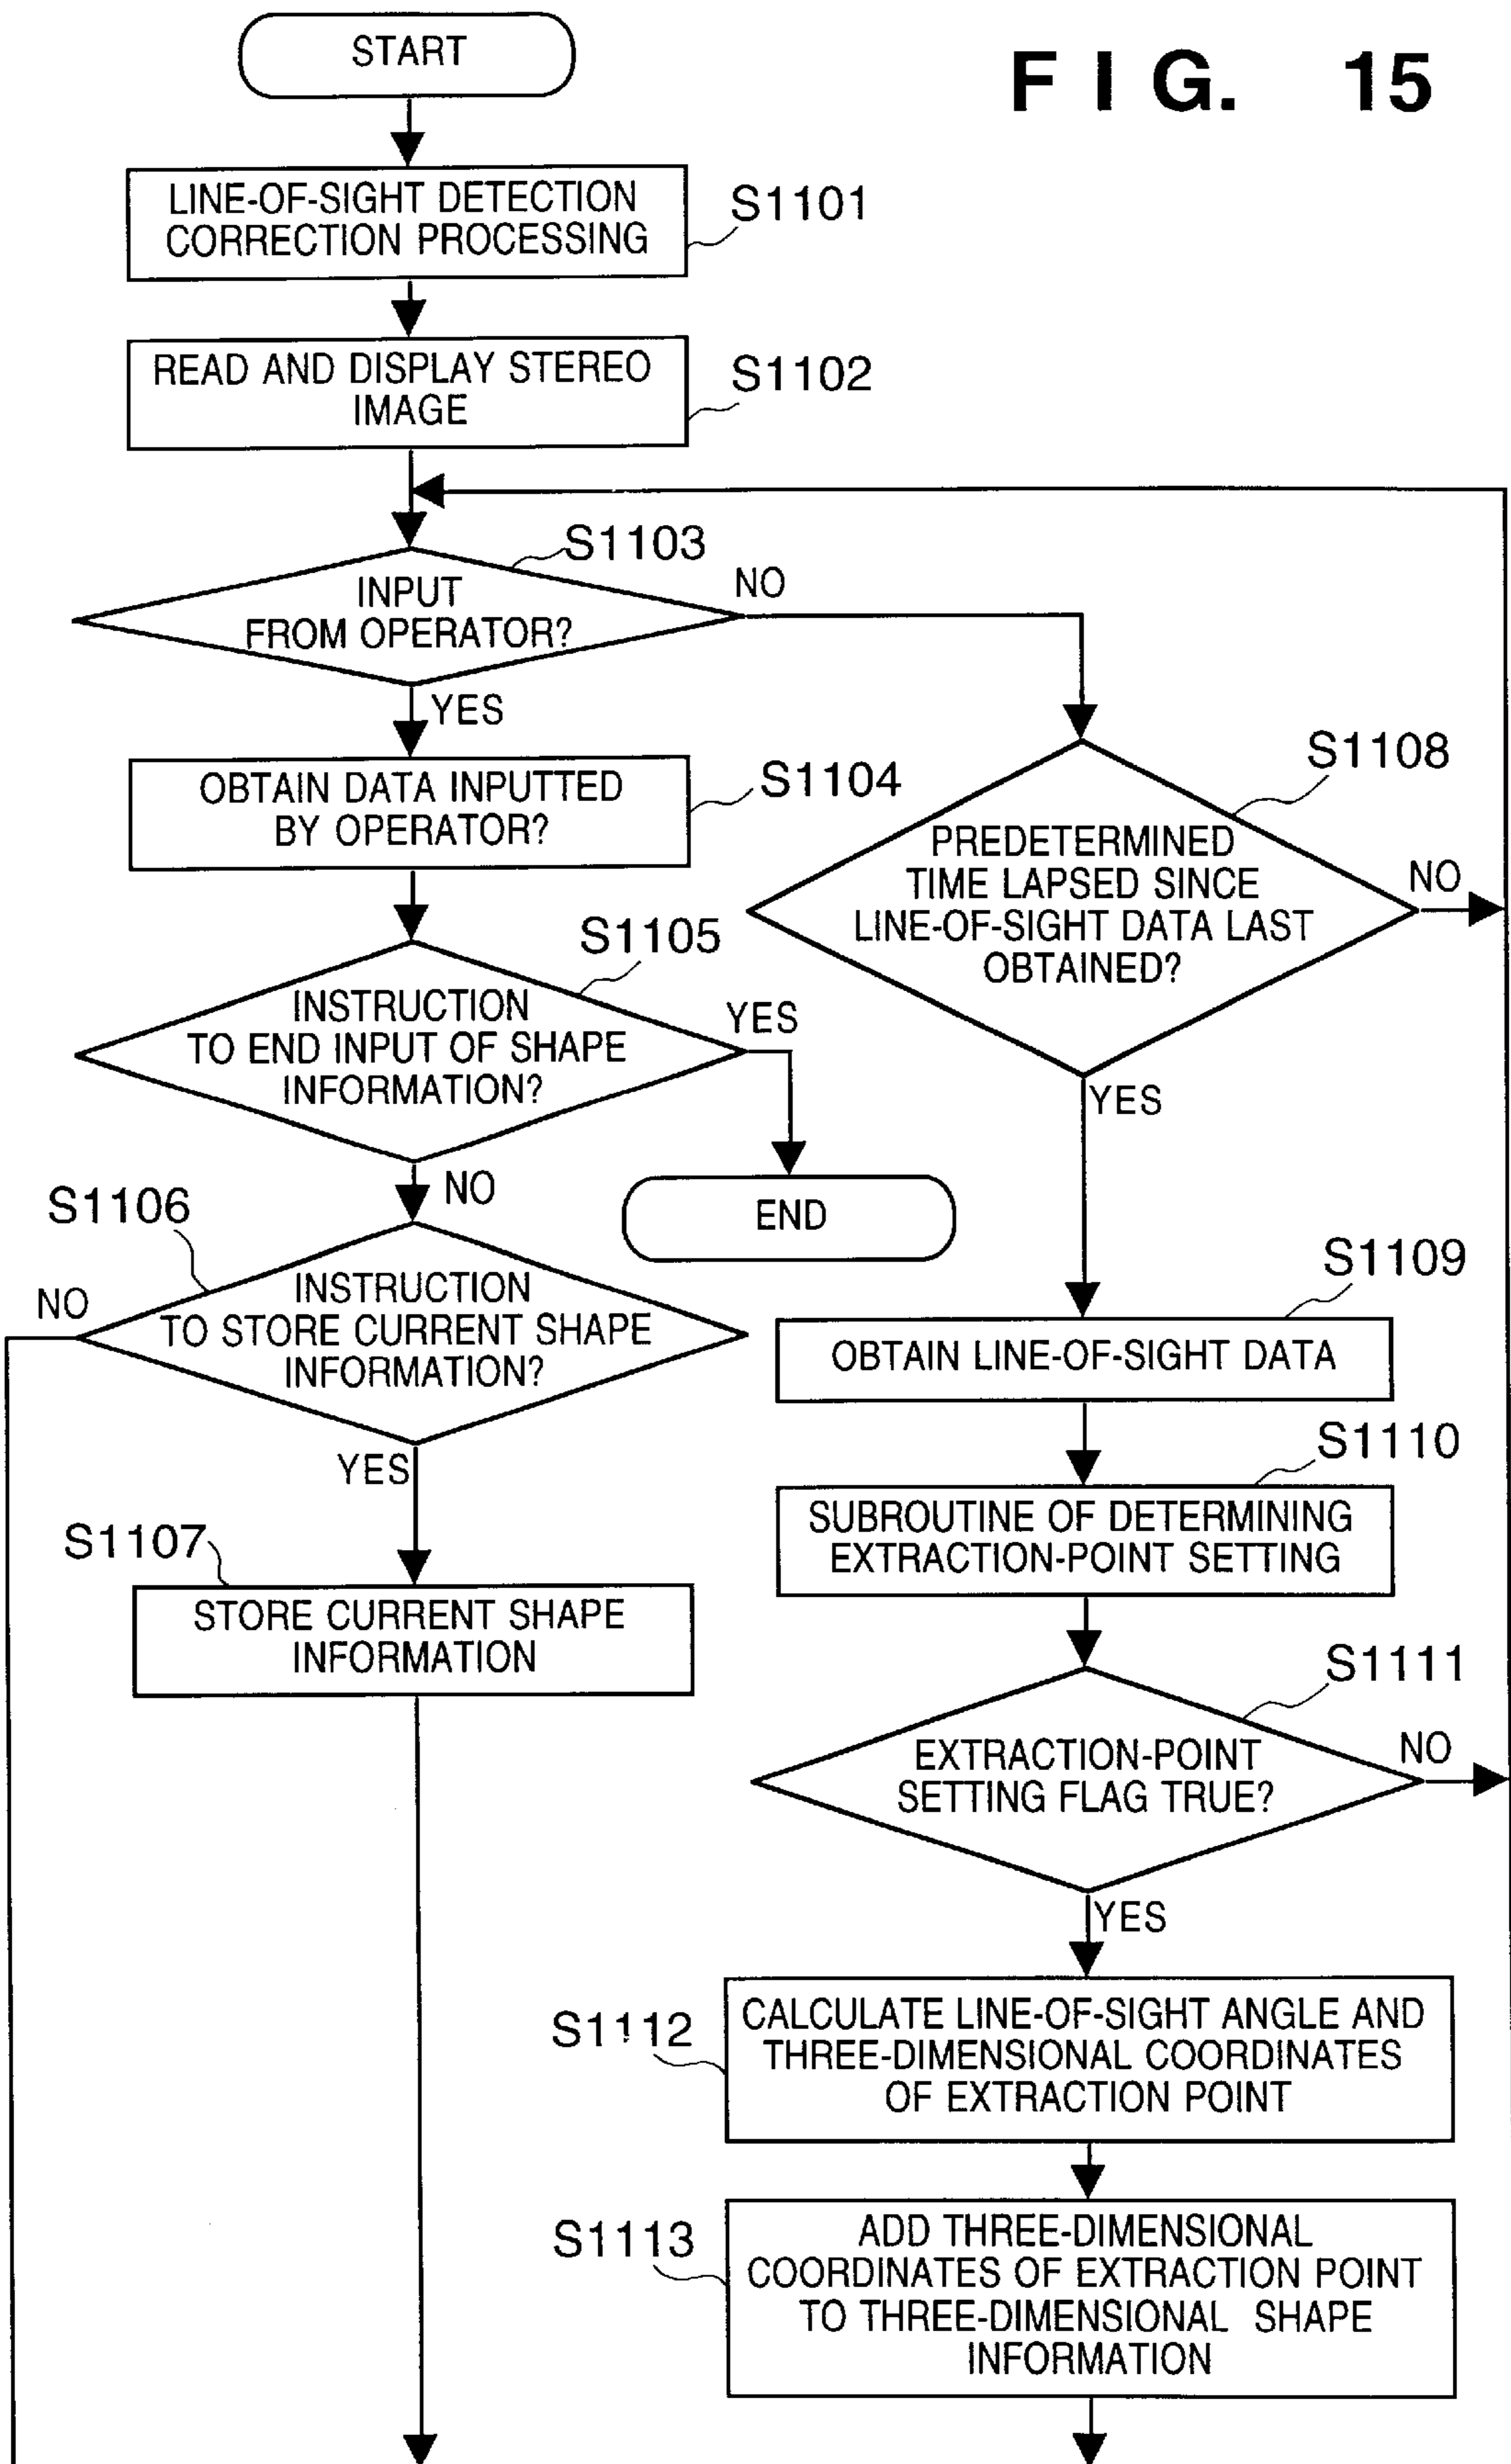 START
FIG. 15
LINE-OF-SIGHT DETECTION
CORRECTION PROCESSING
S1101
READ AND DISPLAY STEREO
IMAGE
S1102
S1103
INPUT
FROM OPERATOR?
NO
YES
OBTAIN DATA INPUTTED
BY OPERATOR?
S1104
S1105
INSTRUCTION
TO END INPUT OF SHAPE
INFORMATION?
YES
NO
END
S1106
INSTRUCTION
TO STORE CURRENT SHAPE
INFORMATION?
NO
YES
S1107
STORE CURRENT SHAPE
INFORMATION
S1108
PREDETERMINED
TIME LAPSED SINCE
LINE-OF-SIGHT DATA LAST
OBTAINED?
NO
YES
S1109
OBTAIN LINE-OF-SIGHT DATA
S1110
SUBROUTINE OF DETERMINING
EXTRACTION-POINT SETTING
S1111
EXTRACTION-POINT
SETTING FLAG TRUE?
NO
YES
S1112
CALCULATE LINE-OF-SIGHT ANGLE AND
THREE-DIMENSIONAL COORDINATES
OF EXTRACTION POINT
S1113
ADD THREE-DIMENSIONAL
COORDINATES OF EXTRACTION POINT
TO THREE-DIMENSIONAL SHAPE
INFORMATION